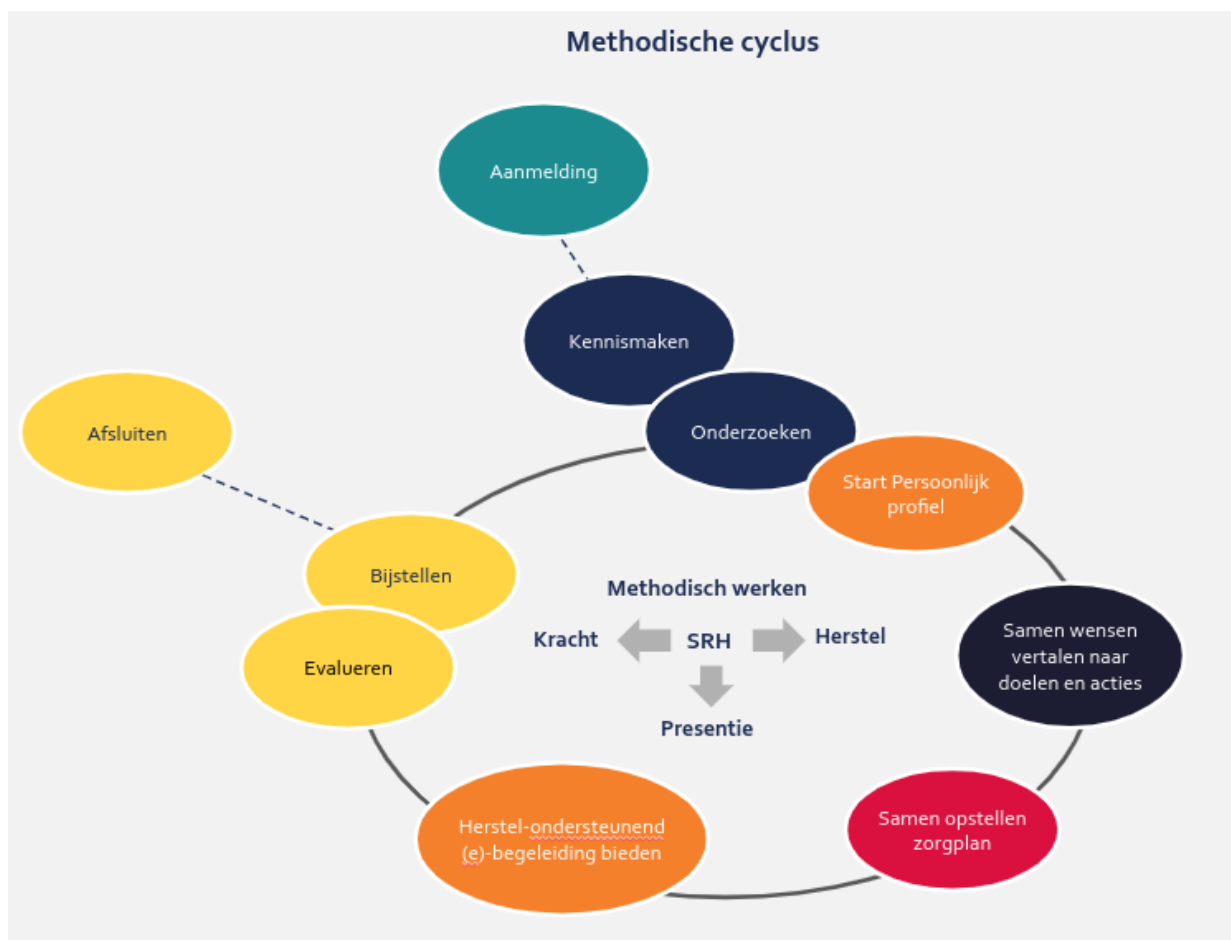 Methodische cyclus
Aanmelding
Kennismaken
Onderzoeken
Start Persoonlijk
profiel
Samen wensen
vertalen naar
doelen en acties
Samen opstellen
zorgplan
Herstel-ondersteunend
(e)-begeleiding bieden
Evalueren
Bijstellen
Afsluiten
Methodisch werken
Kracht
SRH
Herstel
Presentie